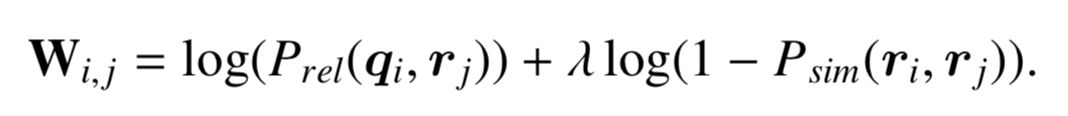 W_{i,j} = log(P_{rel}(q_i, r_j)) + λ log(1 − P_{sim}(r_i, r_j)).